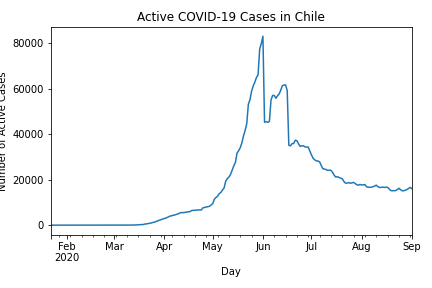 Active COVID-19 Cases in Chile
Number of Active Cases
80000
60000
40000
20000
0
Feb Mar Apr May Jun Jul Aug Sep
2020
Day